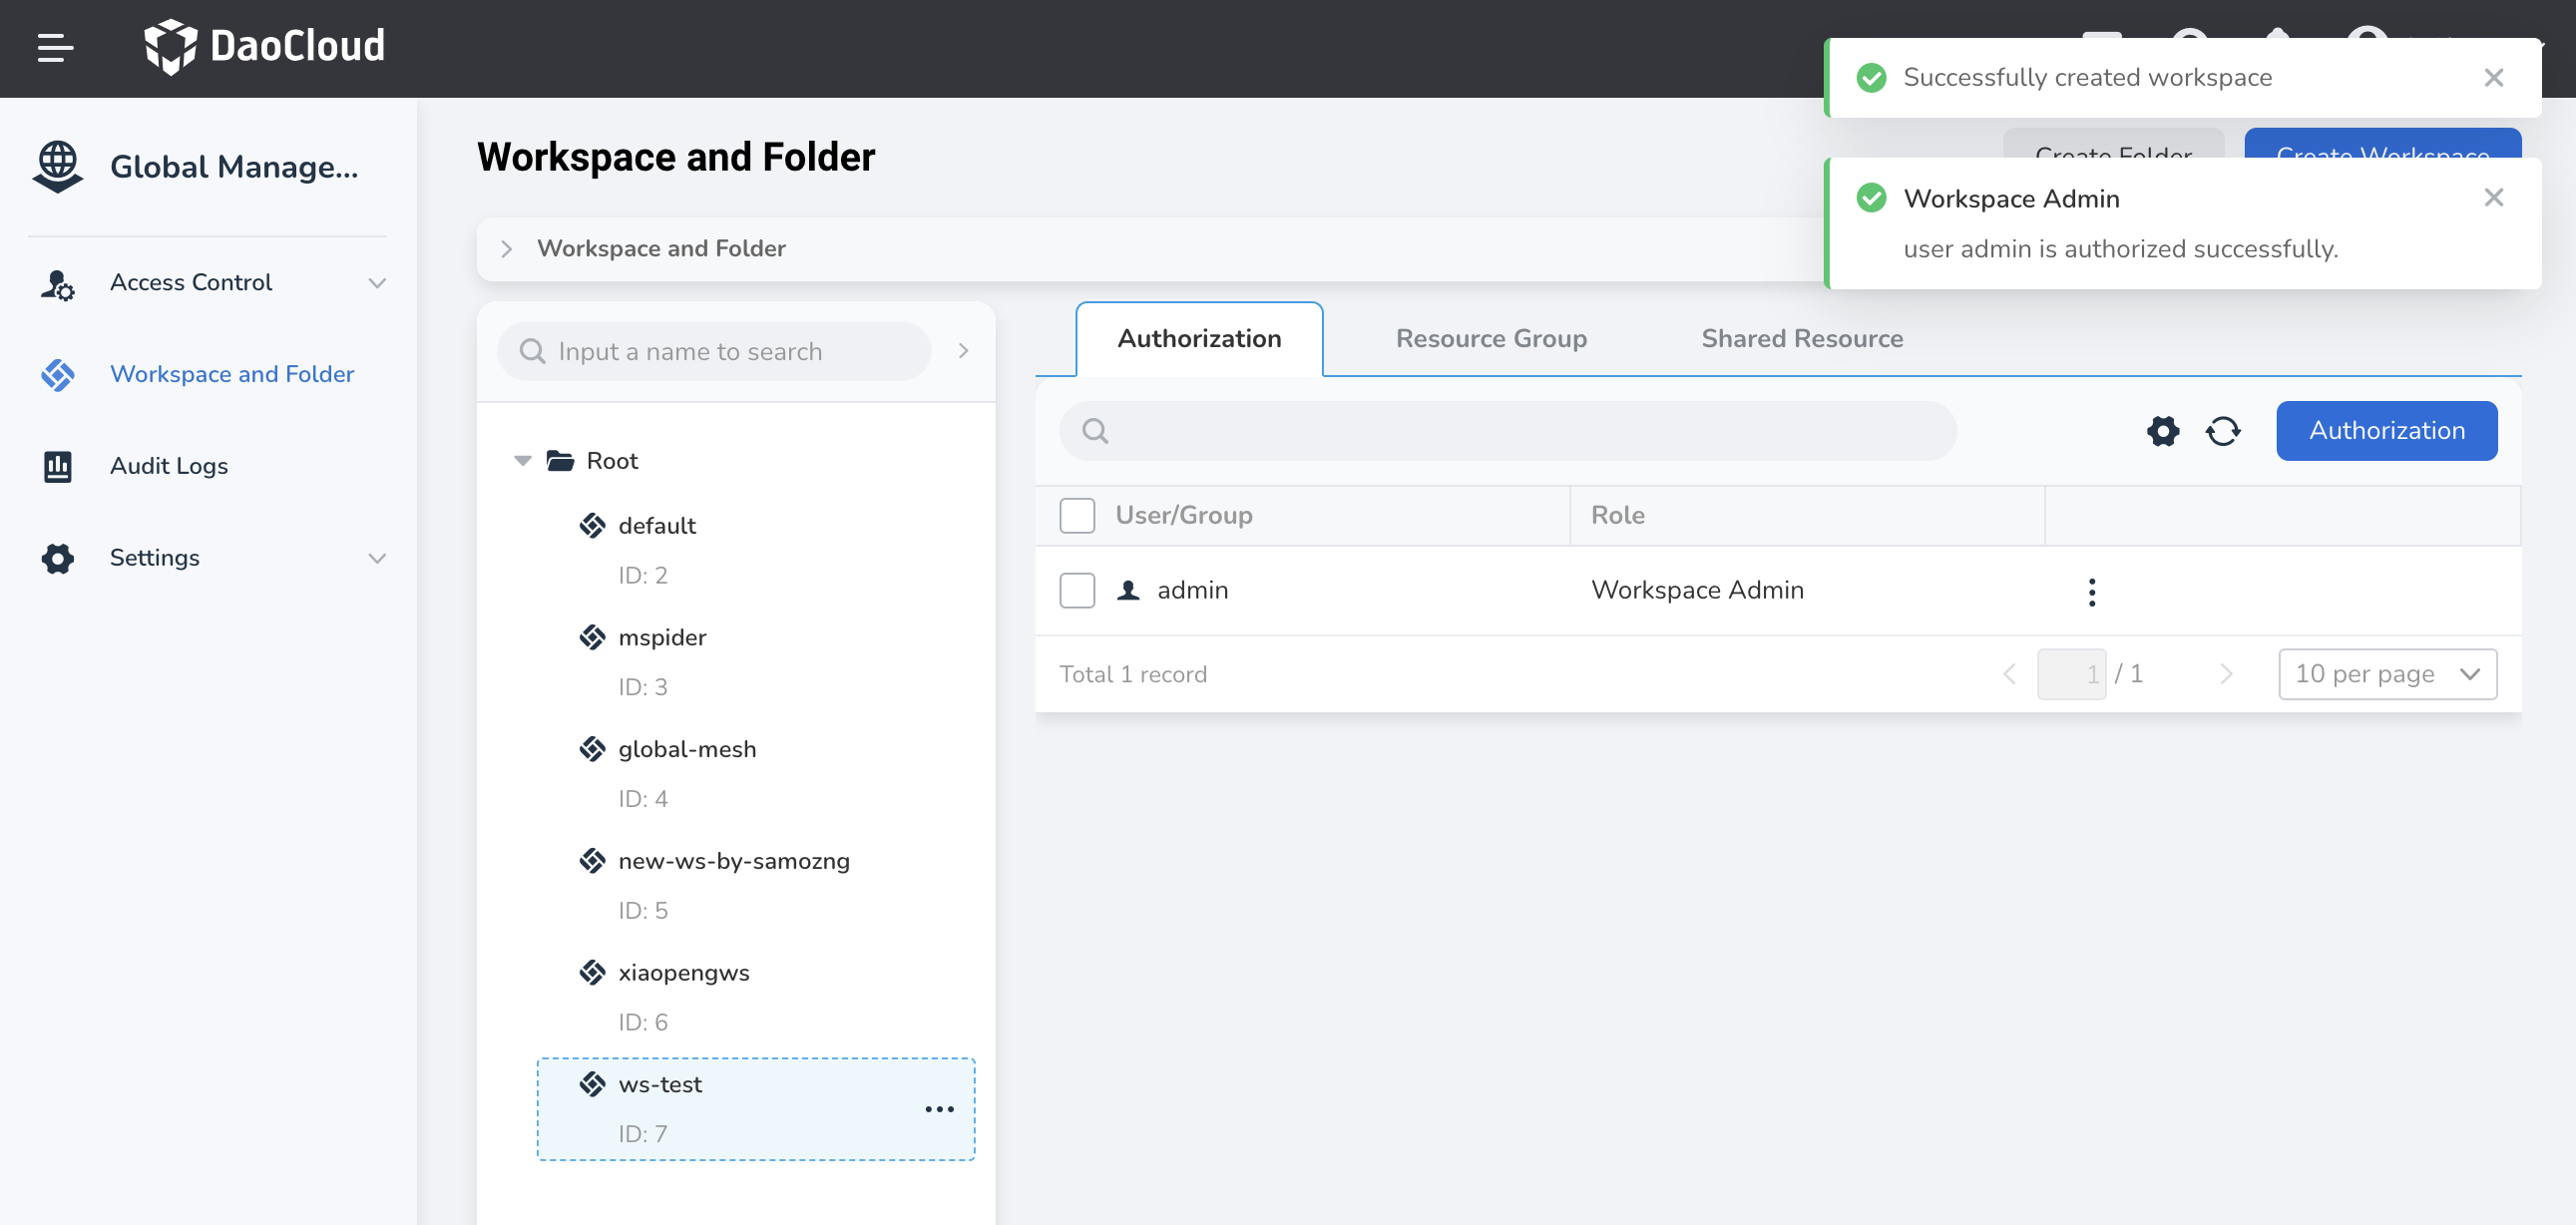 DaoCloud
Successfully created workspace
Global Manage...
Workspace and Folder
Create Folder
Create Workspace
Workspace Admin
user admin is authorized successfully.
Workspace and Folder
Access Control
Workspace and Folder
Audit Logs
Settings
Input a name to search
Root
default
ID: 2
mspider
ID: 3
global-mesh
ID: 4
new-ws-by-samozng
ID: 5
xiaopengws
ID: 6
ws-test
ID: 7
Authorization
Resource Group
Shared Resource
Authorization
User/Group
Role
admin
Workspace Admin
Total 1 record
1 / 1
10 per page